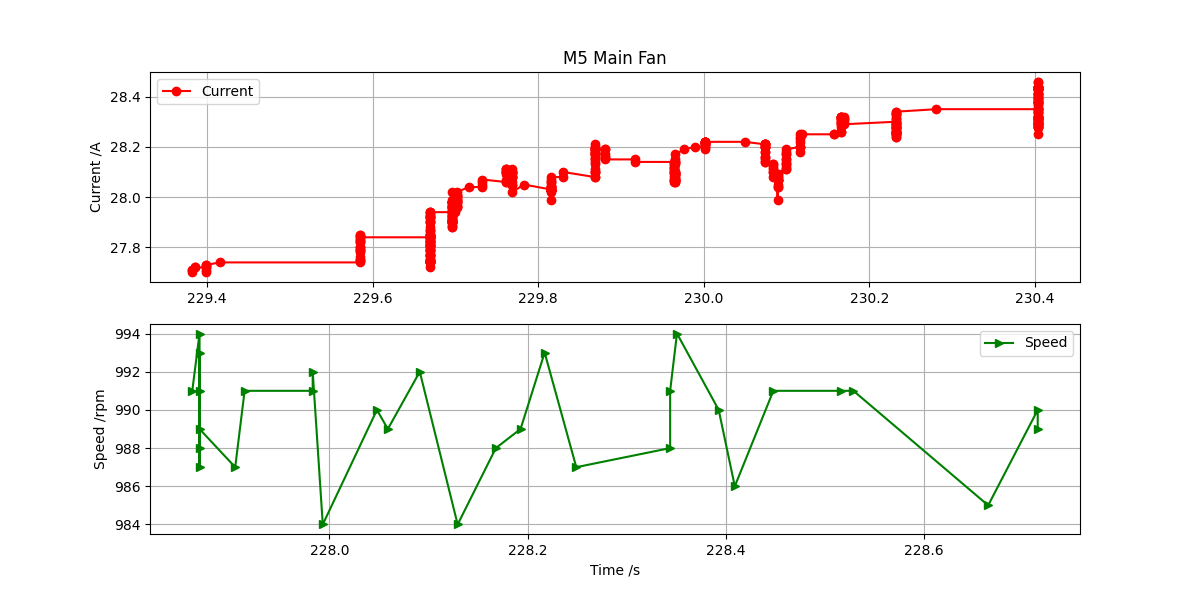 M5 Main Fan
Current
Current /A
28.4
28.2
28.0
27.8
229.4 229.6 229.8 230.0 230.2 230.4
Speed
Speed /rpm
994
992
990
988
986
984
228.0 228.2 228.4 228.6
Time /s